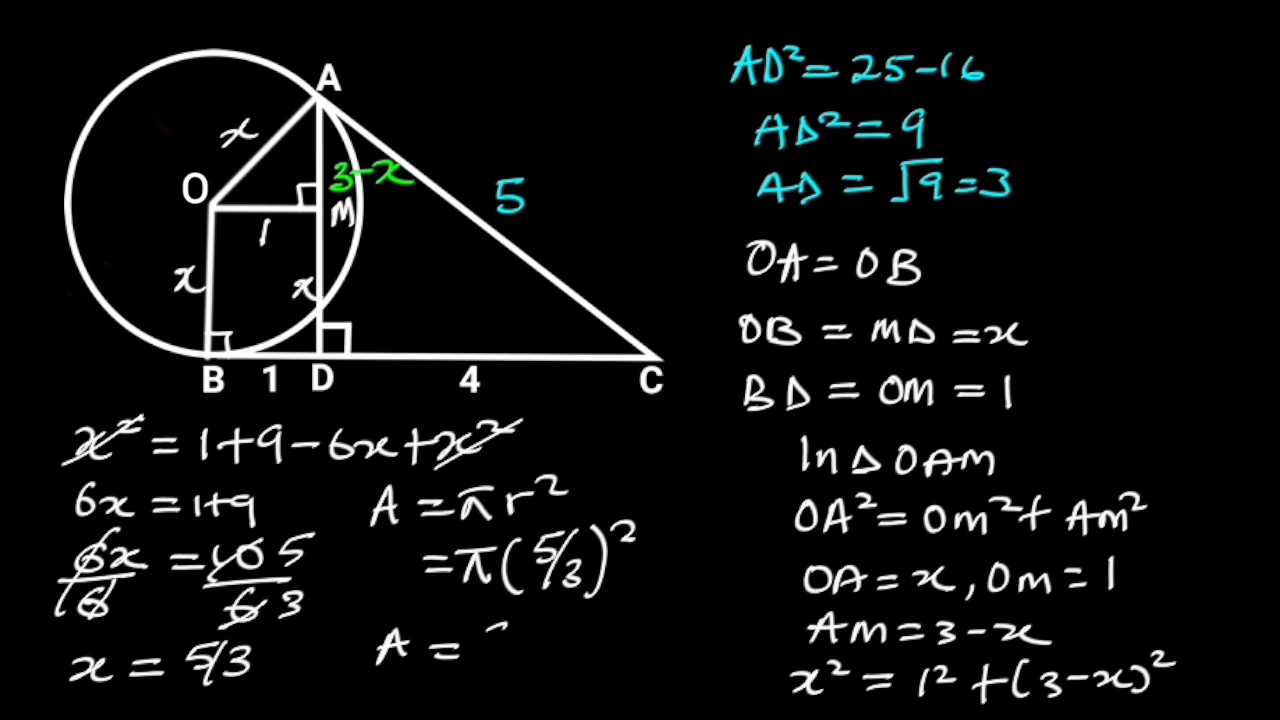 A
x
3-x
O
M
5
1
x
x
B 1 D 4 C
x² = 1+9-6x+x²
6x = 1+9
6x/6 = 10 5/6 3
x = 5/3
A = πr²
= π(5/3)²
A =
AD² = 25-16
AD² = 9
AD = √9 = 3
OA = OB
OB = MD = x
BD = OM = 1
In Δ OAM
OA² = OM² + AM²
OA = x, OM = 1
AM = 3-x
x² = 1² + (3-x)²